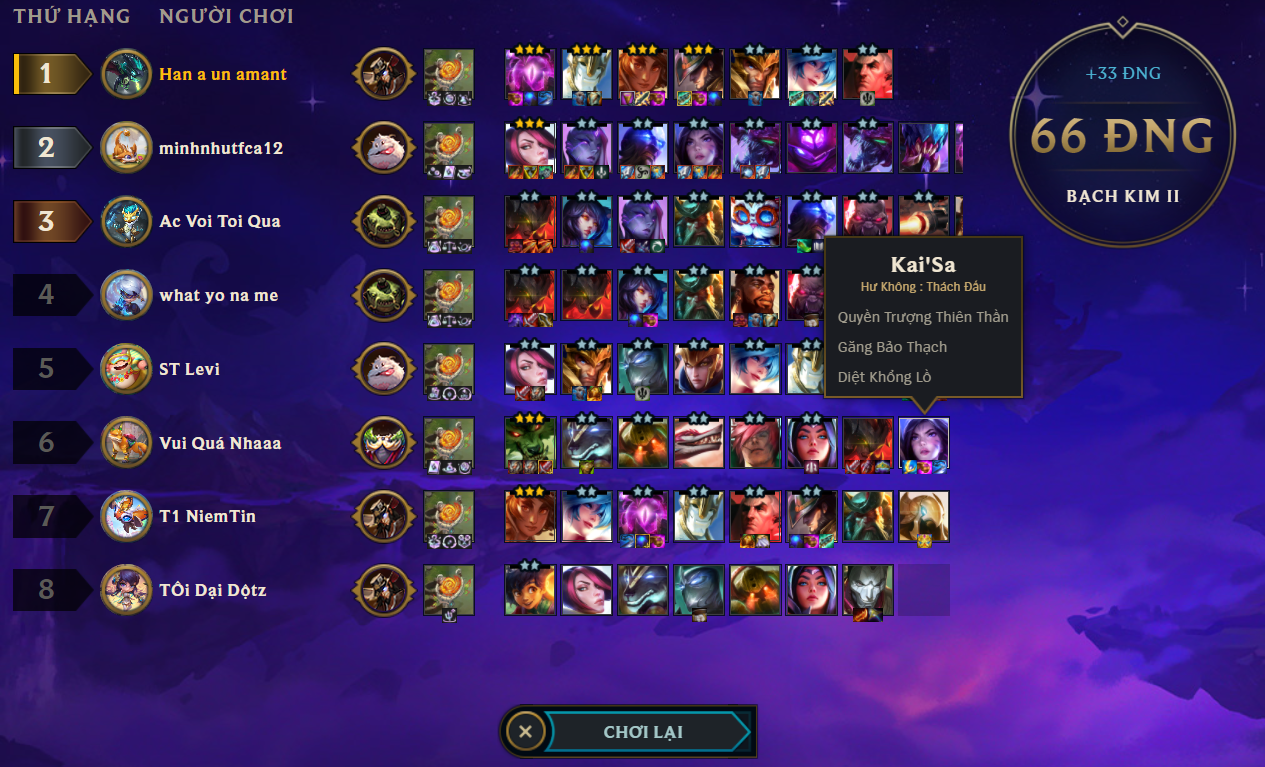 THỨ HẠNG NGƯỜI CHƠI
1 Han a un amant
2 minhnhutfca12
3 Ac Voi Toi Qua
4 what yo na me
5 ST Levi
6 Vui Quá Nhaaa
7 T1 NiemTin
8 TÔi Dại Dộtz
+33 ĐNG
66 ĐNG
BẠCH KIM II
Kai'Sa
Hư Không : Thách Đấu
Quyền Trượng Thiên Thần
Găng Bảo Thạch
Diệt Khổng Lồ
CHƠI LẠI